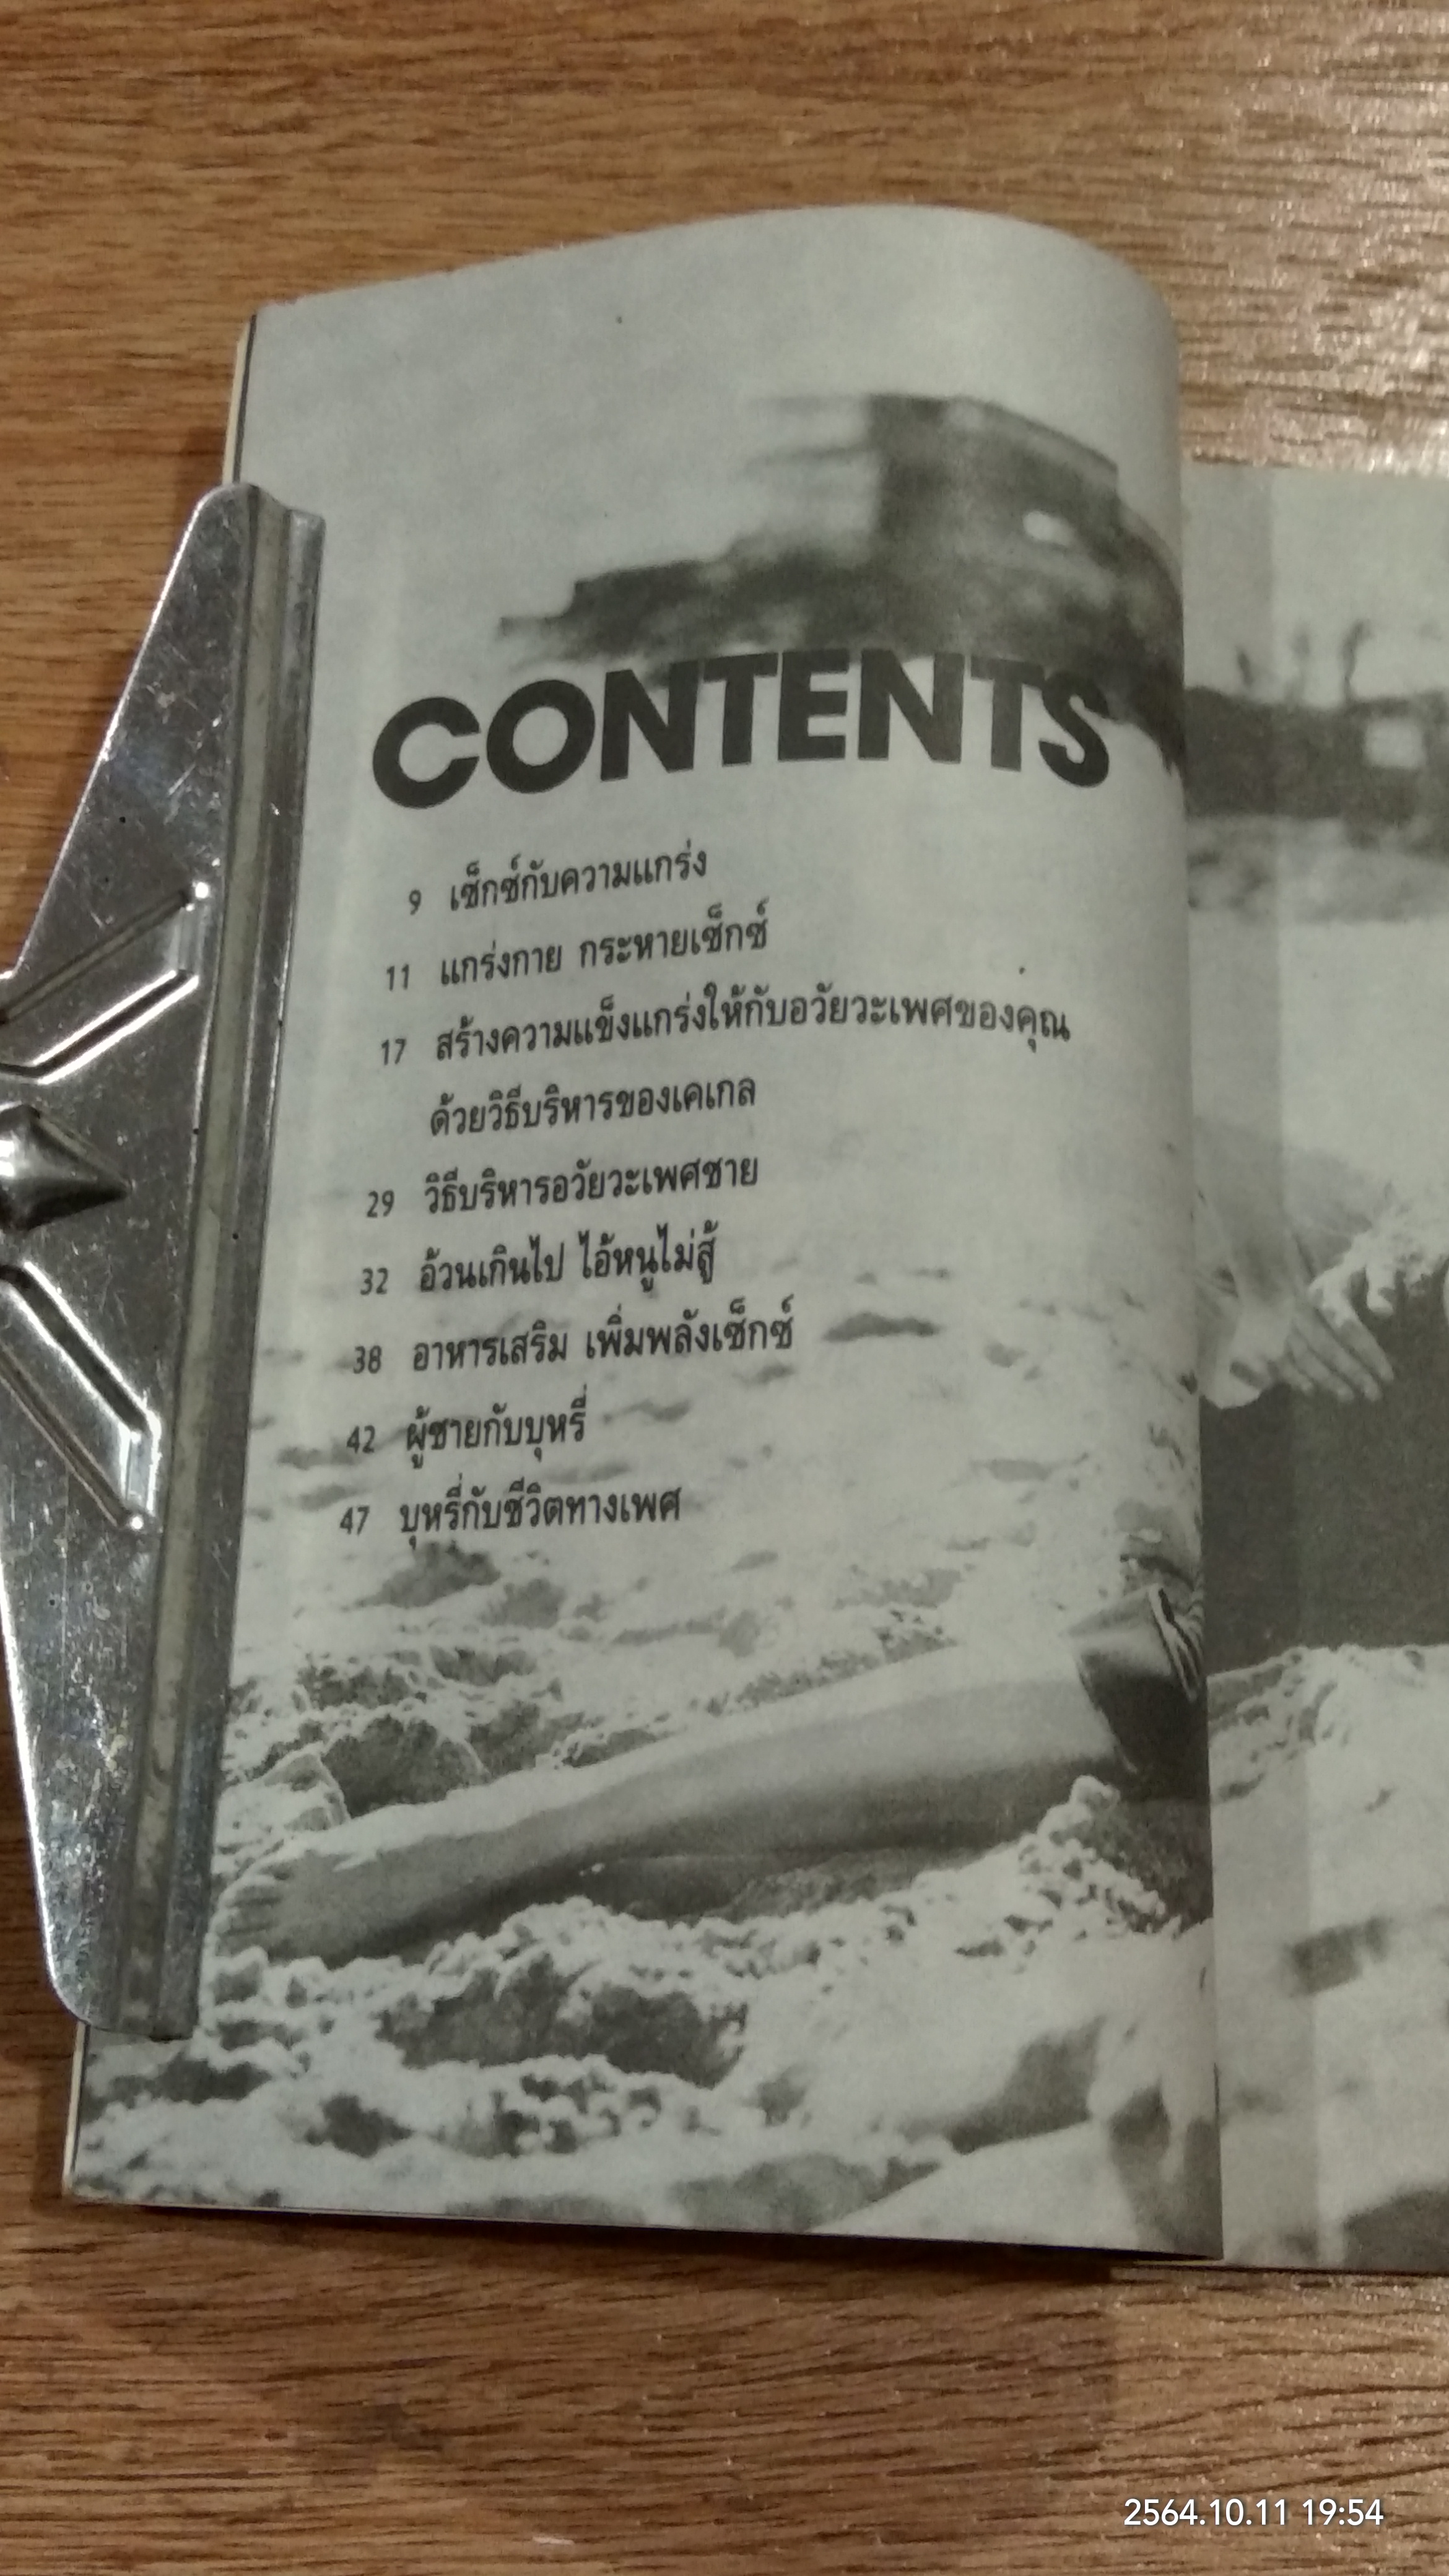 CONTENTS
9 เซ็กซ์กับความแกร่ง
11 แกร่งกาย กระหายเซ็กซ์
17 สร้างความแข็งแกร่งให้กับอวัยวะเพศของคุณ
ด้วยวิธีบริหารของเคเกล
29 วิธีบริหารอวัยวะเพศชาย
32 อ้วนเกินไป ไอ้หนูไม่สู้
38 อาหารเสริม เพิ่มพลังเซ็กซ์
42 ผู้ชายกับบุหรี่
47 บุหรี่กับชีวิตทางเพศ
2564.10.11 19:54